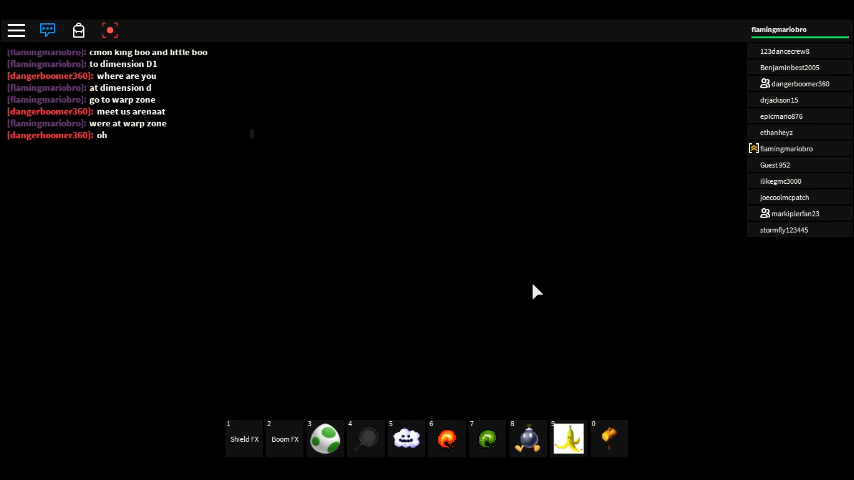 flamingmariobro
[flamingmariobro]: cmon king boo and little boo
[flamingmariobro]: to dimension D1
[dangerboomer360]: where are you
[flamingmariobro]: at dimension d
[flamingmariobro]: go to warp zone
[dangerboomer360]: meet us arenaat
[flamingmariobro]: were at warp zone
[dangerboomer360]: oh
123dancecrew8
Benjaminbest2005
dangerboomer360
drjackson15
epicmario876
ethanheyz
flamingmariobro
Guest 952
ilikegmc3000
joecoolmcpatch
markiplerfan23
stormfly123445
1 2 3 4 5 6 7 8 9 0
Shield FX Boom FX